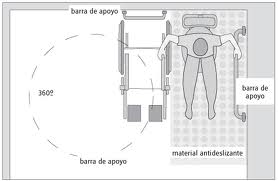 barra de apoyo
360º
barra de
apoyo
barra de apoyo
material antideslizante